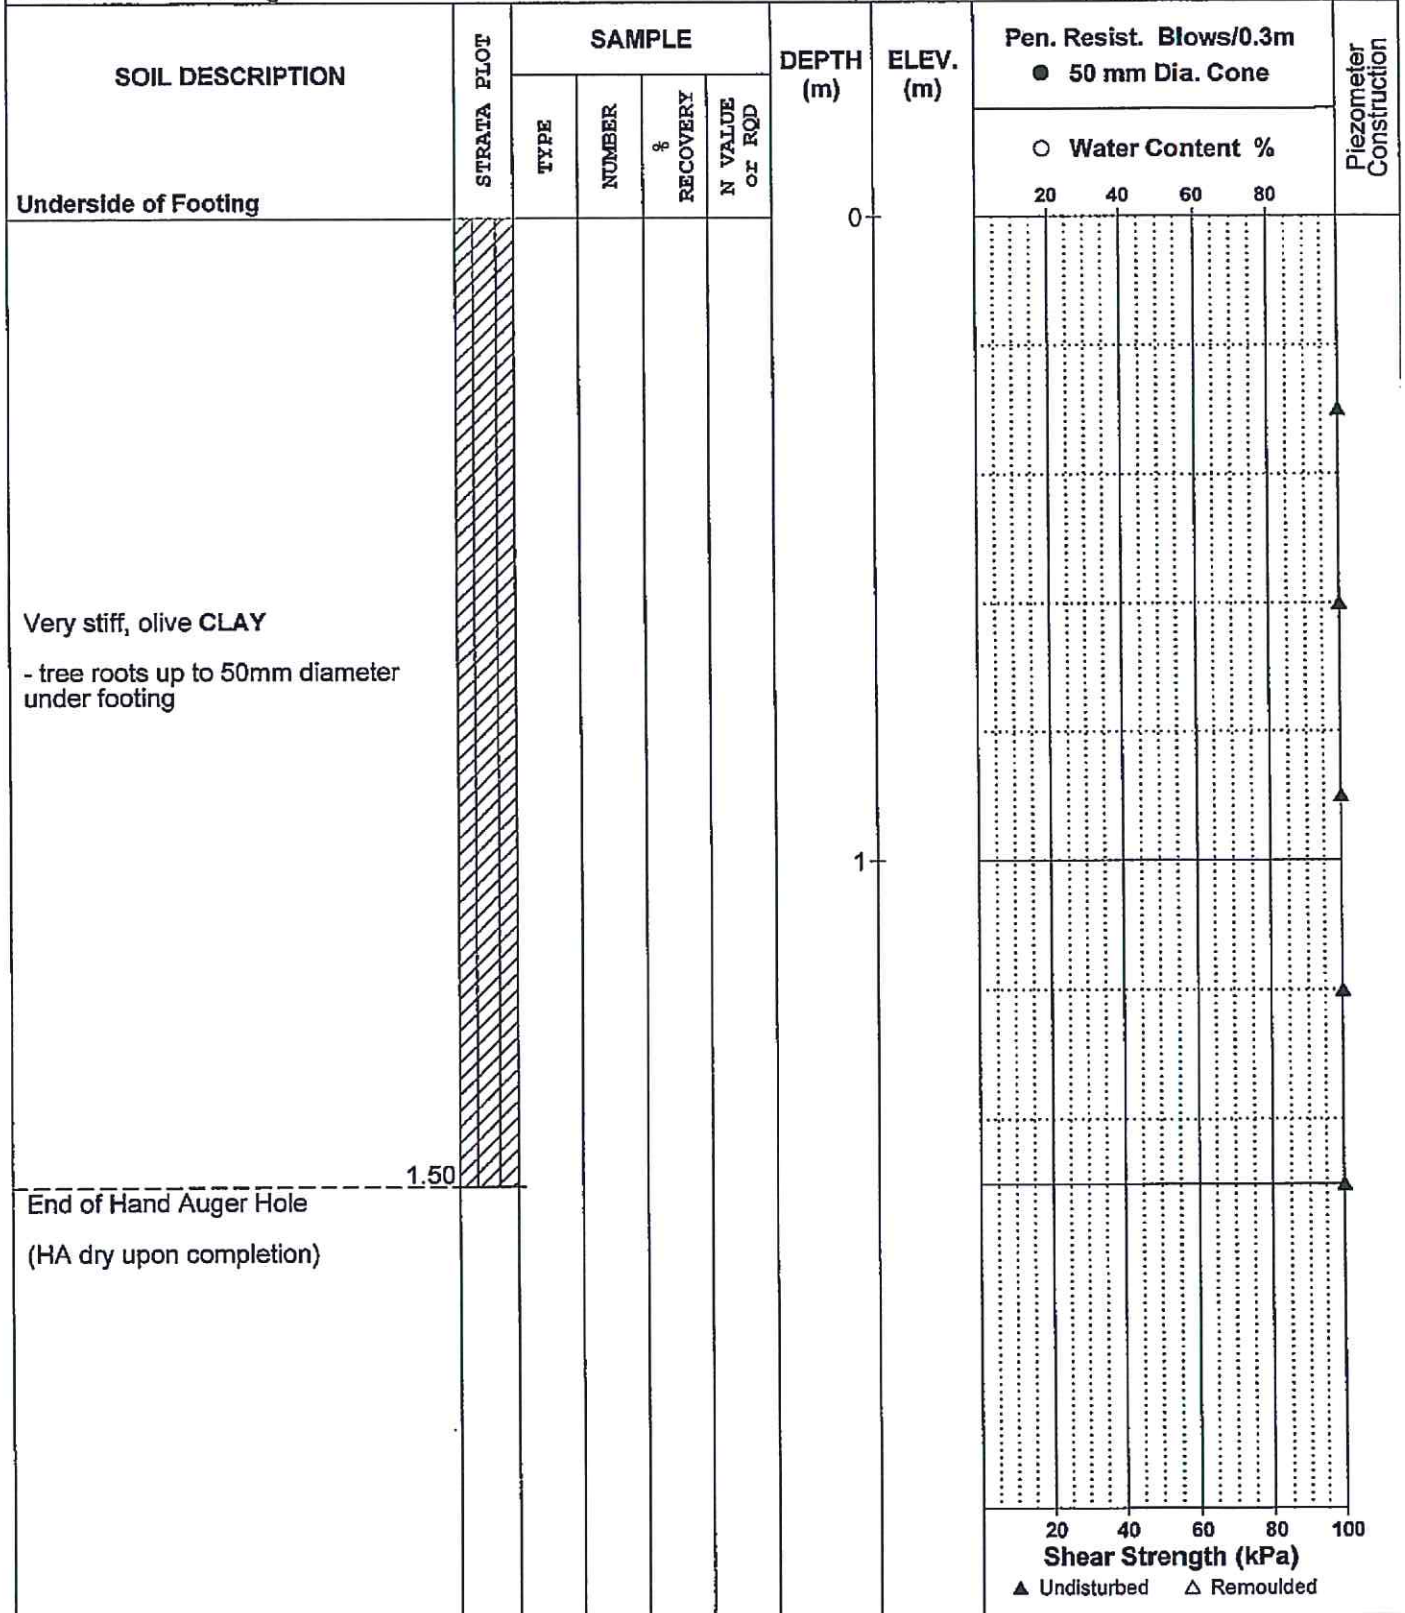 SOIL DESCRIPTION
Underside of Footing
STRATA PLOT
SAMPLE
TYPE
NUMBER
%
RECOVERY
N VALUE
or RQD
DEPTH
(m)
ELEV.
(m)
Pen. Resist. Blows/0.3m
● 50 mm Dia. Cone
○ Water Content %
20 40 60 80
Piezometer
Construction
0
Very stiff, olive CLAY
- tree roots up to 50mm diameter
under footing
1
1.50
End of Hand Auger Hole
(HA dry upon completion)
20 40 60 80 100
Shear Strength (kPa)
▲ Undisturbed △ Remoulded